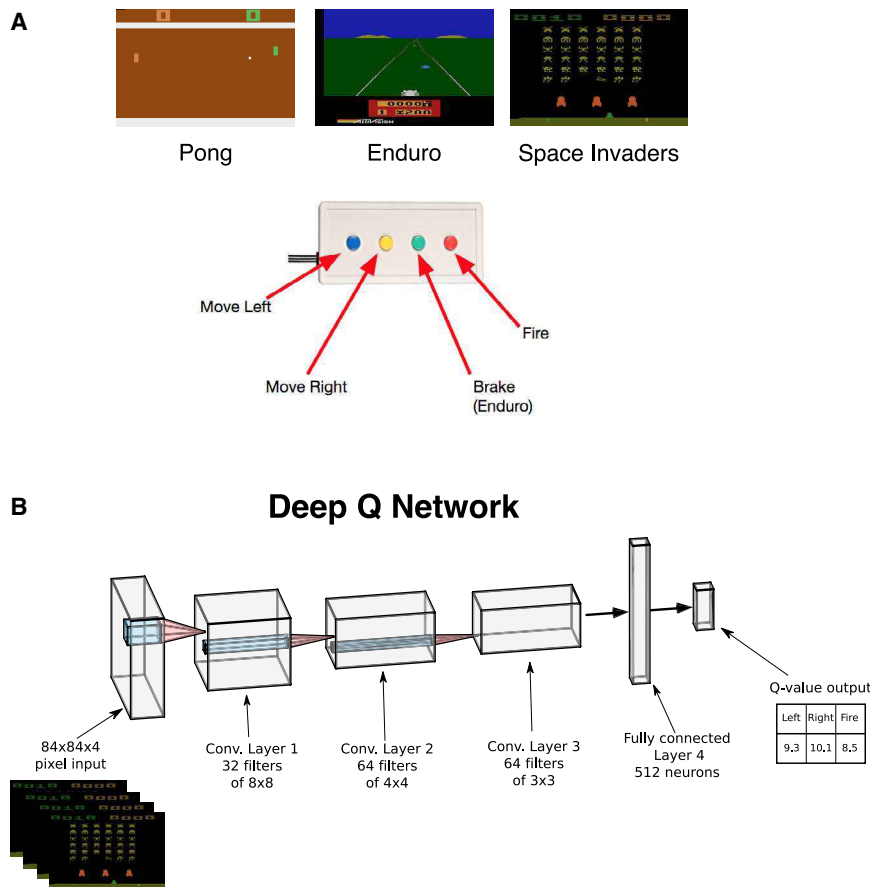 A
Pong
Enduro
Space Invaders
Move Left
Move Right
Brake
(Enduro)
Fire
B
Deep Q Network
84x84x4
pixel input
Conv. Layer 1
32 filters
of 8x8
Conv. Layer 2
64 filters
of 4x4
Conv. Layer 3
64 filters
of 3x3
Fully connected
Layer 4
512 neurons
Q-value output
Left Right Fire
9.3 10.1 8.5